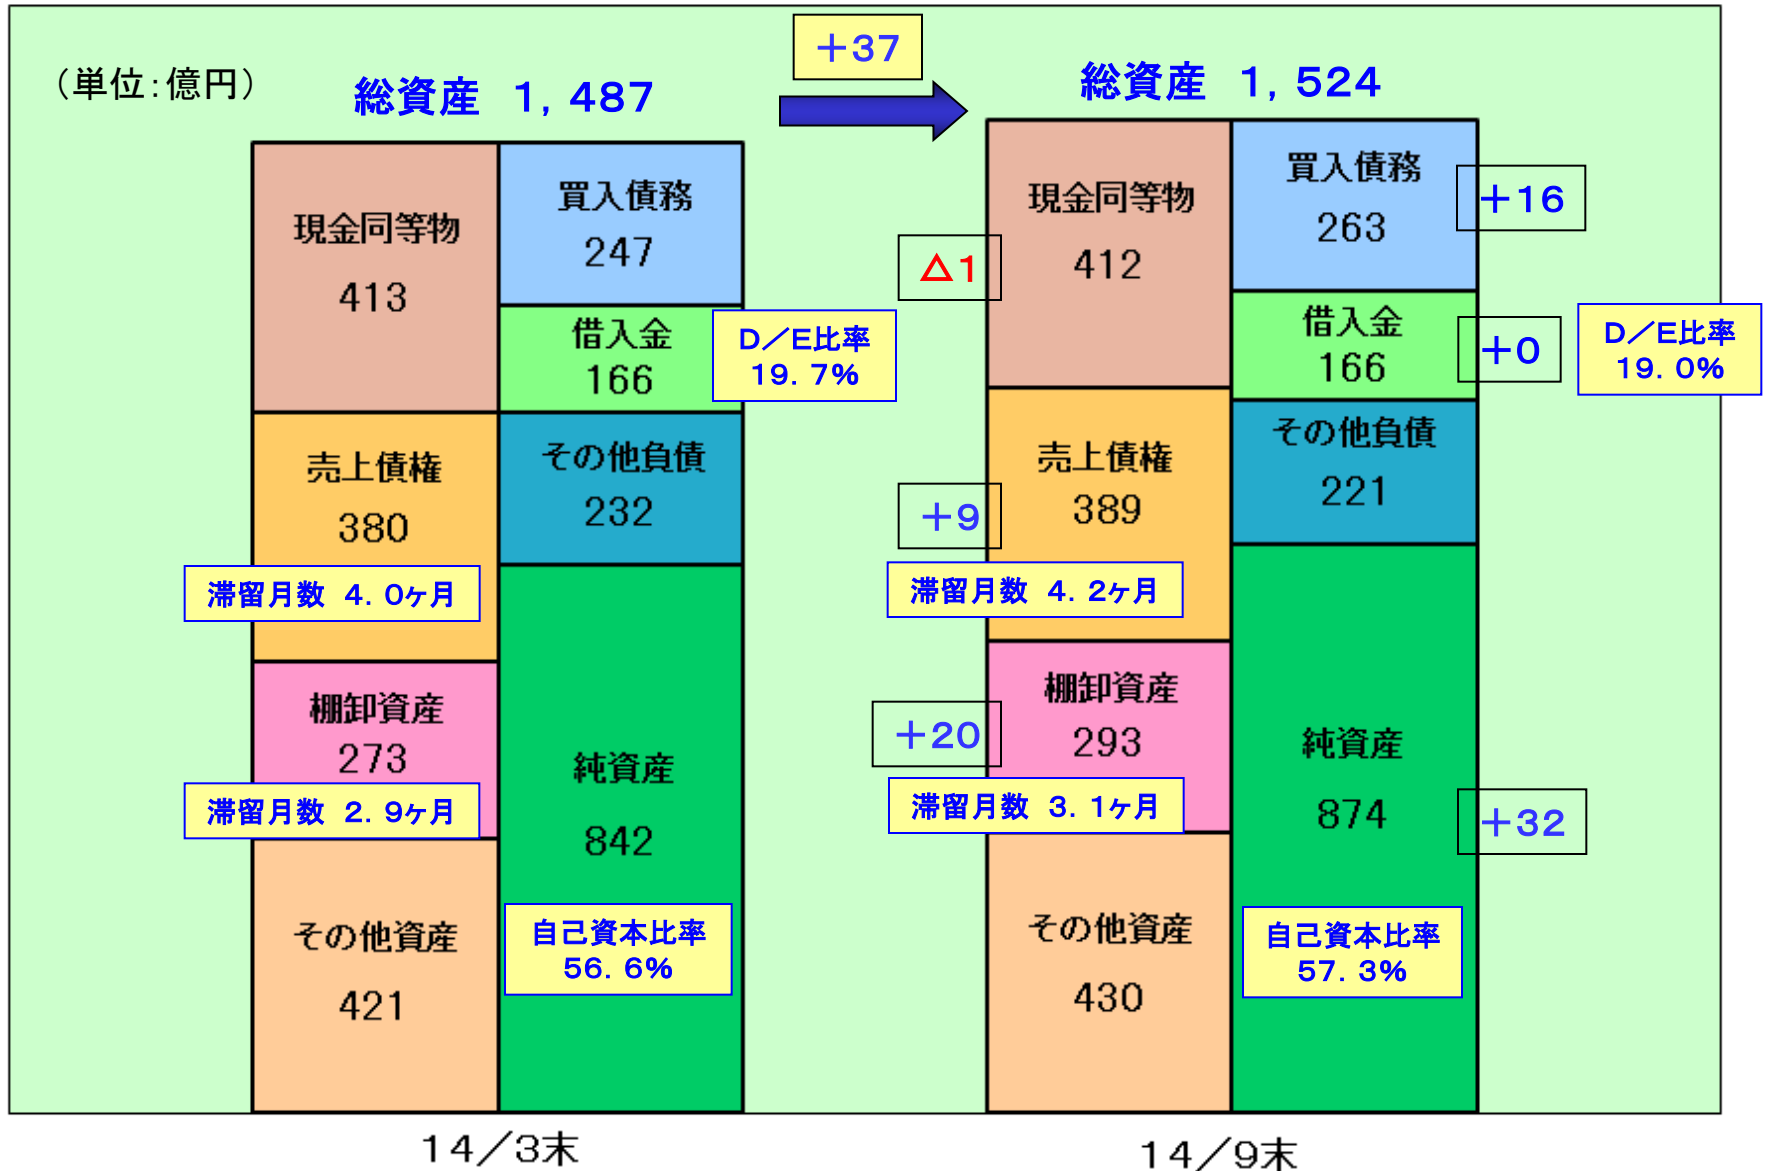 （単位：億円）
総資産　１，４８７
＋３７
総資産　１，５２４
現金同等物
413
売上債権
380
滞留月数　４．０ヶ月
棚卸資産
273
滞留月数　２．９ヶ月
その他資産
421
買入債務
247
借入金
166
Ｄ／Ｅ比率
１９．７％
その他負債
232
純資産
842
自己資本比率
５６．６％
１４／３末
現金同等物
412
△１
売上債権
389
＋９
滞留月数　４．２ヶ月
棚卸資産
293
＋２０
滞留月数　３．１ヶ月
その他資産
430
買入債務
263
＋１６
借入金
166
＋０
Ｄ／Ｅ比率
１９．０％
その他負債
221
純資産
874
＋３２
自己資本比率
５７．３％
１４／９末